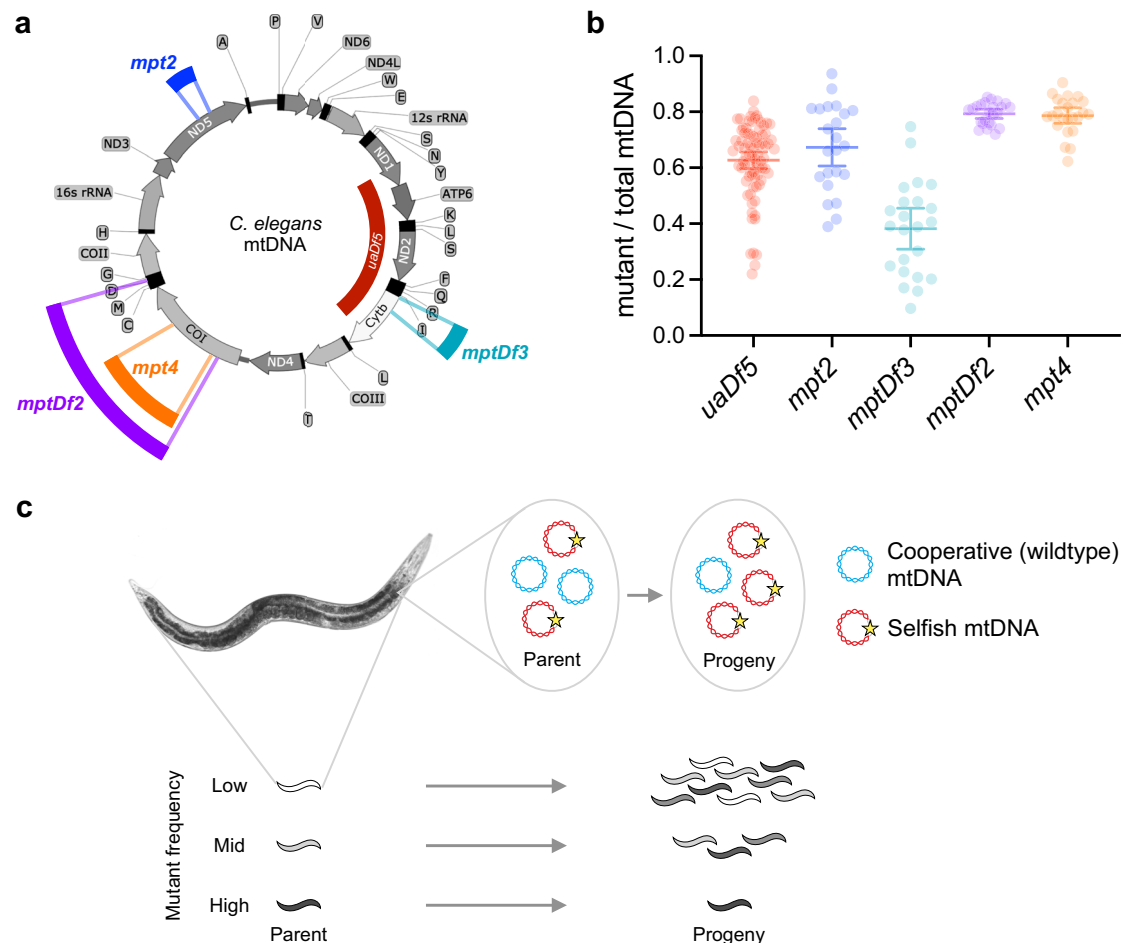 a
P
V
A
ND6
ND4L
W
E
12s rRNA
S
N
Y
ND1
ATP6
K
L
S
ND2
F
Q
R
I
Cytb
mptDf3
L
COIII
T
ND4
COI
mpt4
mptDf2
C
M
D
G
COII
H
16s rRNA
ND3
ND5
mpt2
uaDf5
C. elegans
mtDNA
b
mutant / total mtDNA
1.0
0.8
0.6
0.4
0.2
0.0
uaDf5
mpt2
mptDf3
mptDf2
mpt4
c
Parent
Progeny
Cooperative (wildtype)
mtDNA
Selfish mtDNA
Mutant frequency
Low
Mid
High
Parent
Progeny